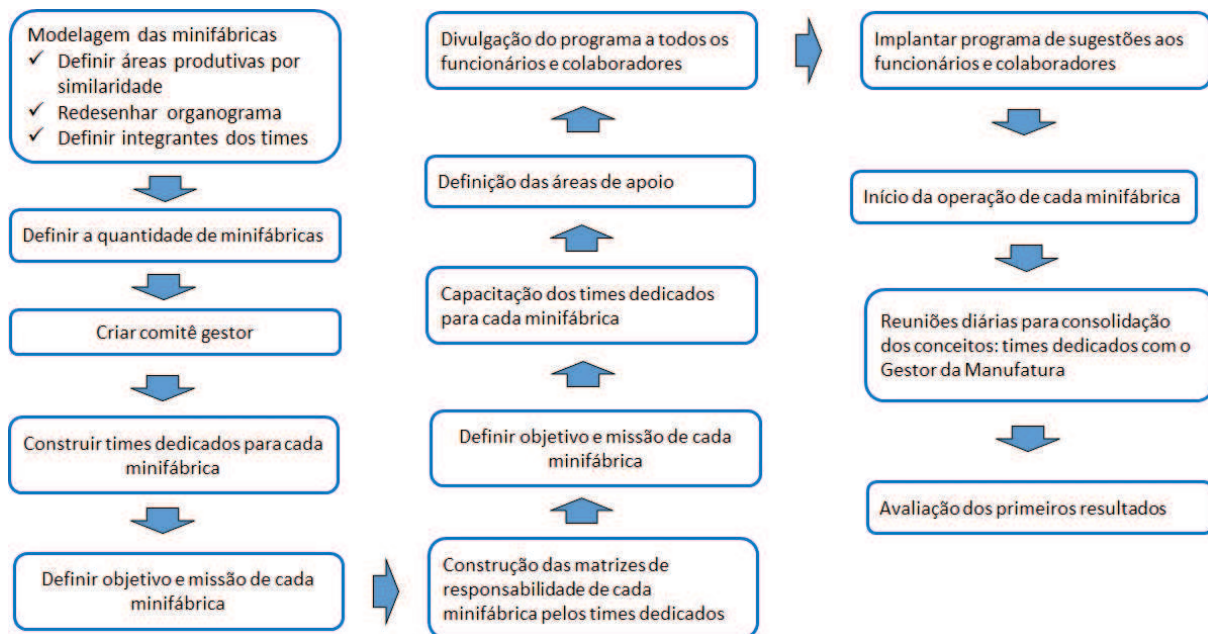 Modelagem das minifábricas
✓ Definir áreas produtivas por
similaridade
✓ Redesenhar organograma
✓ Definir integrantes dos times
Definir a quantidade de minifábricas
Criar comitê gestor
Construir times dedicados para cada
minifábrica
Definir objetivo e missão de cada
minifábrica
Construção das matrizes de
responsabilidade de cada
minifábrica pelos times dedicados
Definir objetivo e missão de cada
minifábrica
Capacitação dos times dedicados
para cada minifábrica
Definição das áreas de apoio
Divulgação do programa a todos os
funcionários e colaboradores
Implantar programa de sugestões aos
funcionários e colaboradores
Início da operação de cada minifábrica
Reuniões diárias para consolidação
dos conceitos: times dedicados com o
Gestor da Manufatura
Avaliação dos primeiros resultados